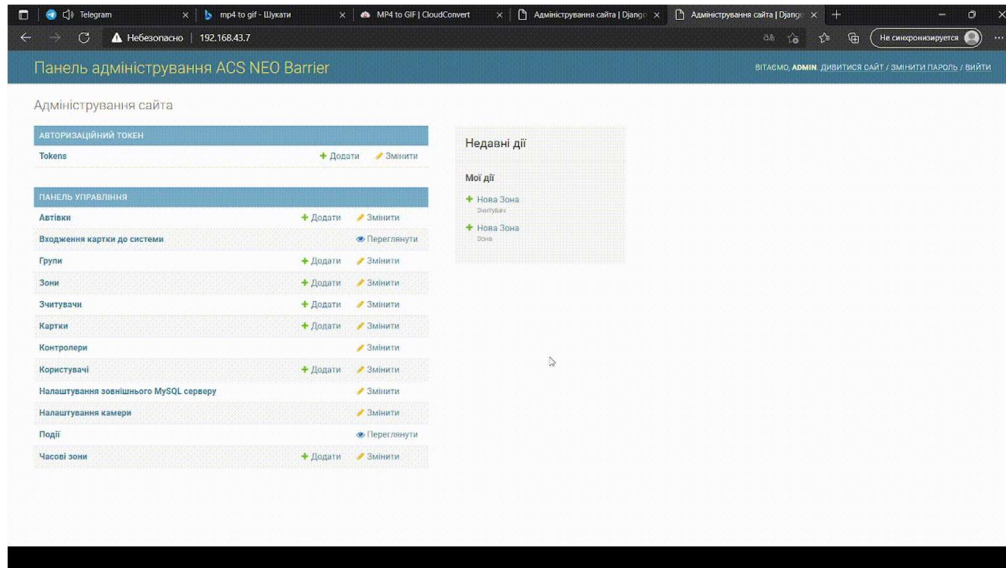 Telegram
mp4 to gif - Шукати
MP4 to GIF | CloudConvert
Адміністрування сайта | Django
Адміністрування сайта | Django
Небезопасно | 192.168.43.7
Не синхронизируется
Панель адміністрування ACS NEO Barrier
ВІТАЄМО, ADMIN. ДИВИТИСЯ САЙТ / ЗМІНИТИ ПАРОЛЬ / ВИЙТИ
Адміністрування сайта
АВТОРИЗАЦІЙНИЙ ТОКЕН
Tokens Додати Змінити
ПАНЕЛЬ УПРАВЛІННЯ
Автівки Додати Змінити
Входження картки до системи Переглянути
Групи Додати Змінити
Зони Додати Змінити
Зчитувачи Додати Змінити
Картки Додати Змінити
Контролери Змінити
Користувачі Додати Змінити
Налаштування зовнішнього MySQL серверу Змінити
Налаштування камери Змінити
Події Переглянути
Часові зони Додати Змінити
Недавні дії
Мої дії
Нова Зона
Зчитувач
Нова Зона
Зона